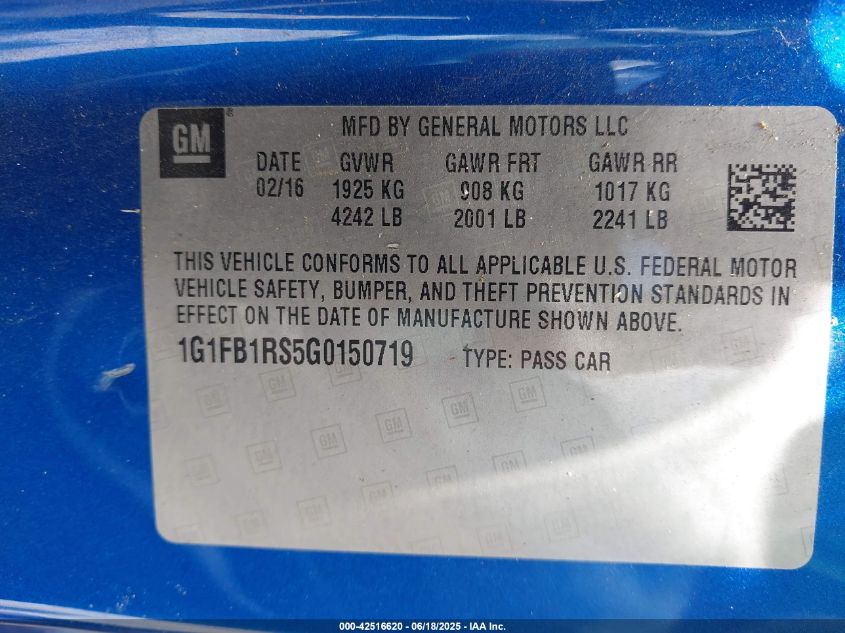 GM ® MFD BY GENERAL MOTORS LLC
DATE GVWR GAWR FRT GAWR RR
02/16 1925 KG 908 KG 1017 KG
4242 LB 2001 LB 2241 LB
THIS VEHICLE CONFORMS TO ALL APPLICABLE U.S. FEDERAL MOTOR
VEHICLE SAFETY, BUMPER, AND THEFT PREVENTION STANDARDS IN
EFFECT ON THE DATE OF MANUFACTURE SHOWN ABOVE.
1G1FB1RS5G0150719 TYPE: PASS CAR
000-42516620 - 06/18/2025 - IAA Inc.